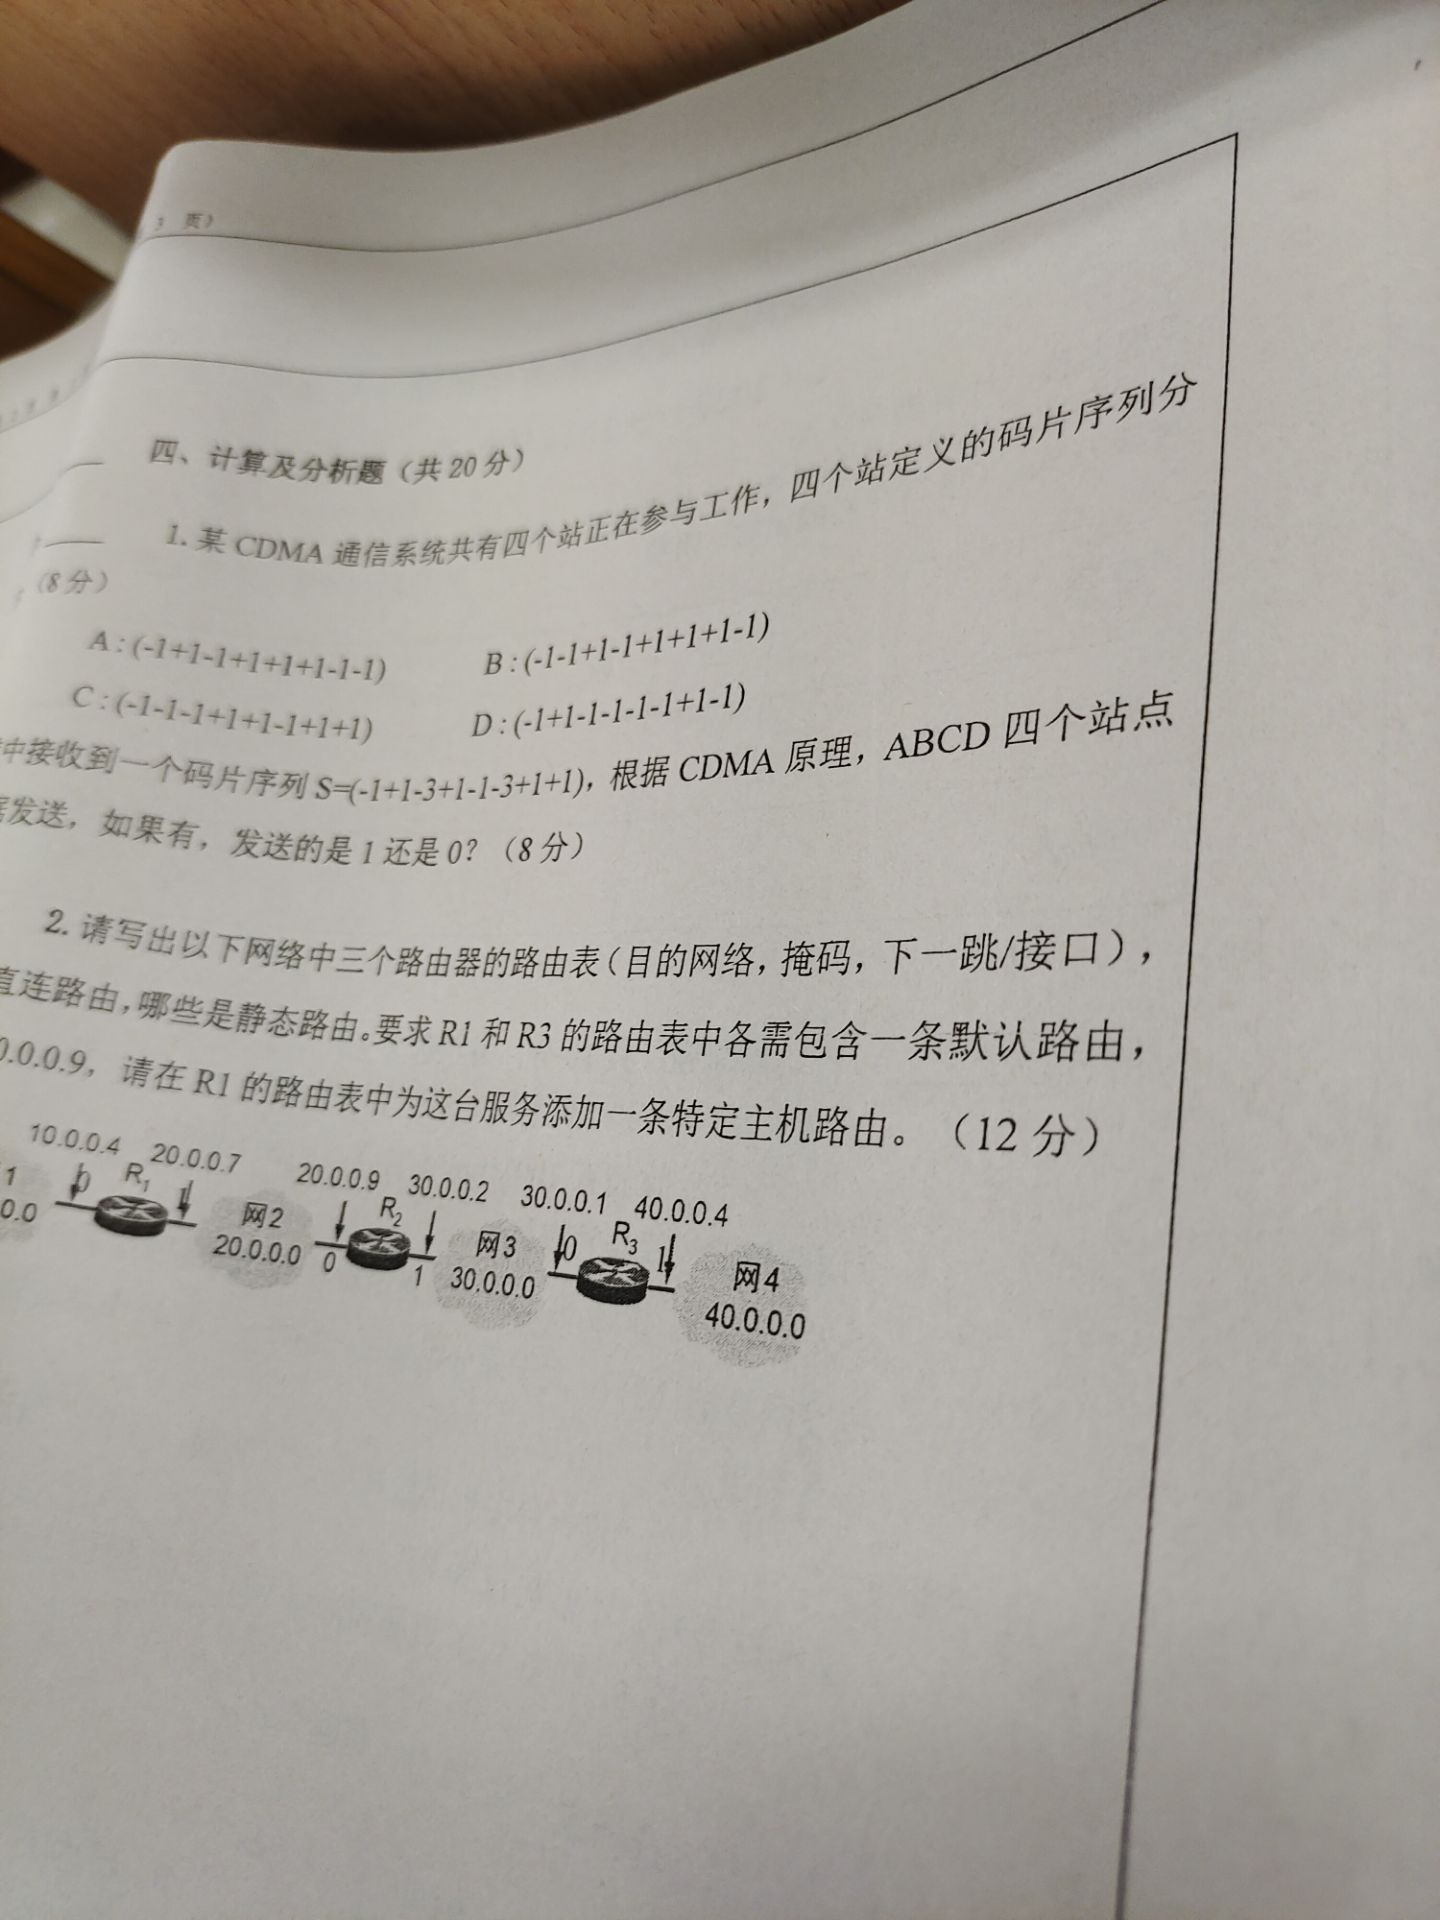 3 页）
四、计算及分析题（共20分）
1. 某 CDMA 通信系统共有四个站正在参与工作，四个站定义的码片序列分
（8分）
A : (-1+1-1+1+1+1-1-1) B : (-1-1+1-1+1+1+1-1)
C : (-1-1-1+1+1-1+1+1) D : (-1+1-1-1-1-1+1-1)
中接收到一个码片序列 S=(-1+1-3+1-1-3+1+1)，根据 CDMA 原理，ABCD 四个站点
发送，如果有，发送的是 1 还是 0？（8分）
2. 请写出以下网络中三个路由器的路由表（目的网络，掩码，下一跳/接口），
直连路由，哪些是静态路由。要求 R1 和 R3 的路由表中各需包含一条默认路由，
.0.0.9，请在 R1 的路由表中为这台服务添加一条特定主机路由。（12 分）
10.0.0.4 20.0.0.7 20.0.0.9 30.0.0.2 30.0.0.1 40.0.0.4
1 0 R1 1 网2 R2 网3 0 R3 1 网4
0.0 20.0.0.0 0 1 30.0.0.0 40.0.0.0